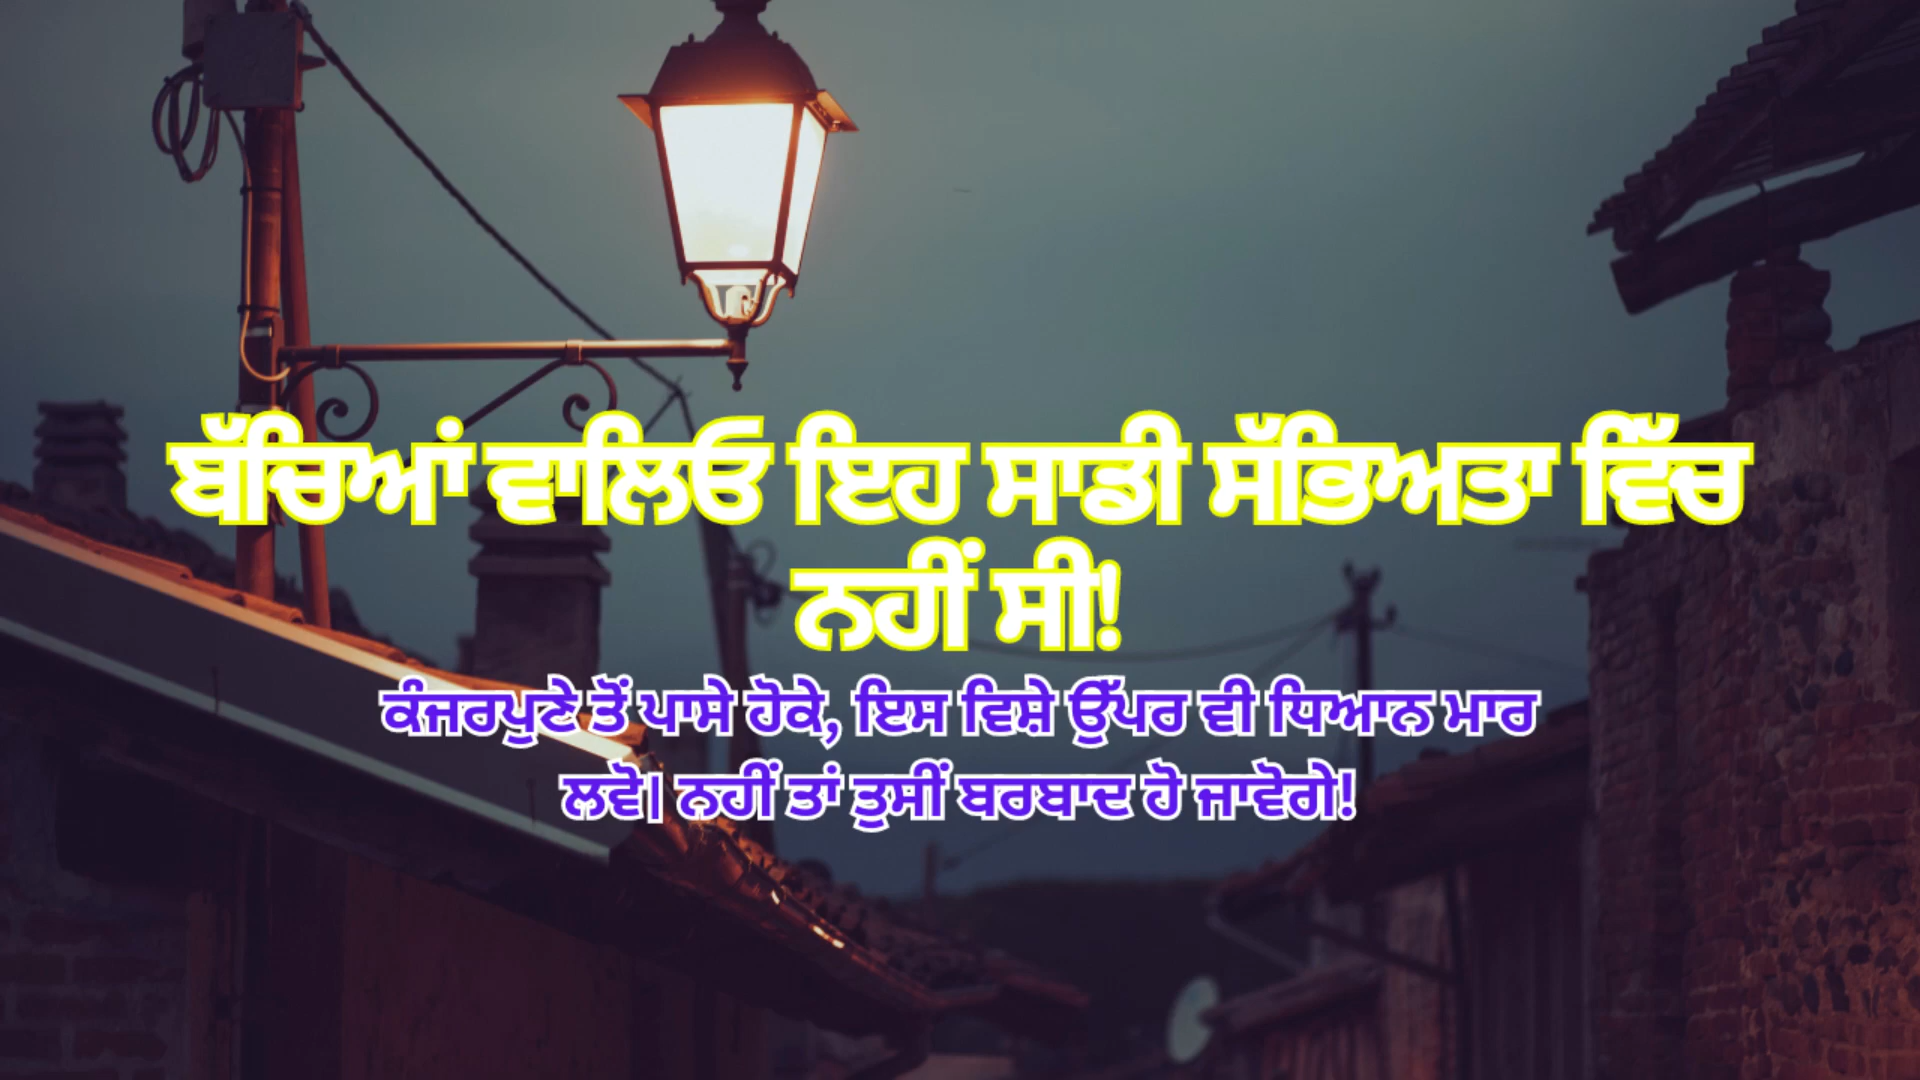 ਬੱਚਿਆਂ ਵਾਲਿਓ ਇਹ ਸਾਡੀ ਸੱਭਿਅਤਾ ਵਿੱਚ
ਨਹੀਂ ਸੀ!
ਕੰਜਰਪੁਣੇ ਤੋਂ ਪਾਸੇ ਹੋਕੇ, ਇਸ ਵਿਸ਼ੇ ਉੱਪਰ ਵੀ ਧਿਆਨ ਮਾਰ
ਲਵੋ। ਨਹੀਂ ਤਾਂ ਤੁਸੀਂ ਬਰਬਾਦ ਹੋ ਜਾਵੋਗੇ!